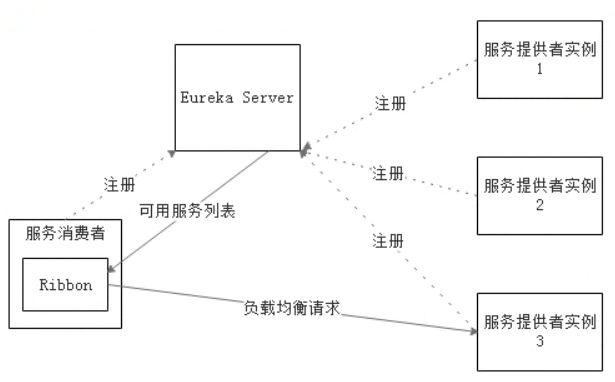 服务提供者实例
1
Eureka Server
注册
注册
服务提供者实例
2
注册
可用服务列表
服务消费者
注册
Ribbon
负载均衡请求
服务提供者实例
3